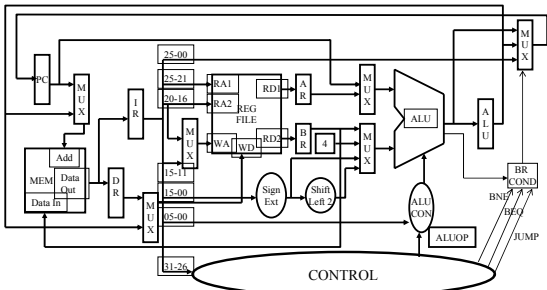 25-00
M
U
X
PC
M
U
X
I
R
25-21
20-16
RA1
RA2
REG
FILE
RD1
A
R
M
U
X
ALU
A
L
U
WA
WD
RD2
B
R
4
M
U
X
Add
MEM
Data
Out
Data In
D
R
M
U
X
M
U
X
15-11
15-00
05-00
Sign
Ext
Shift
Left 2
ALU
CON
ALUOP
BR
COND
BNE
BEQ
JUMP
31-26
CONTROL